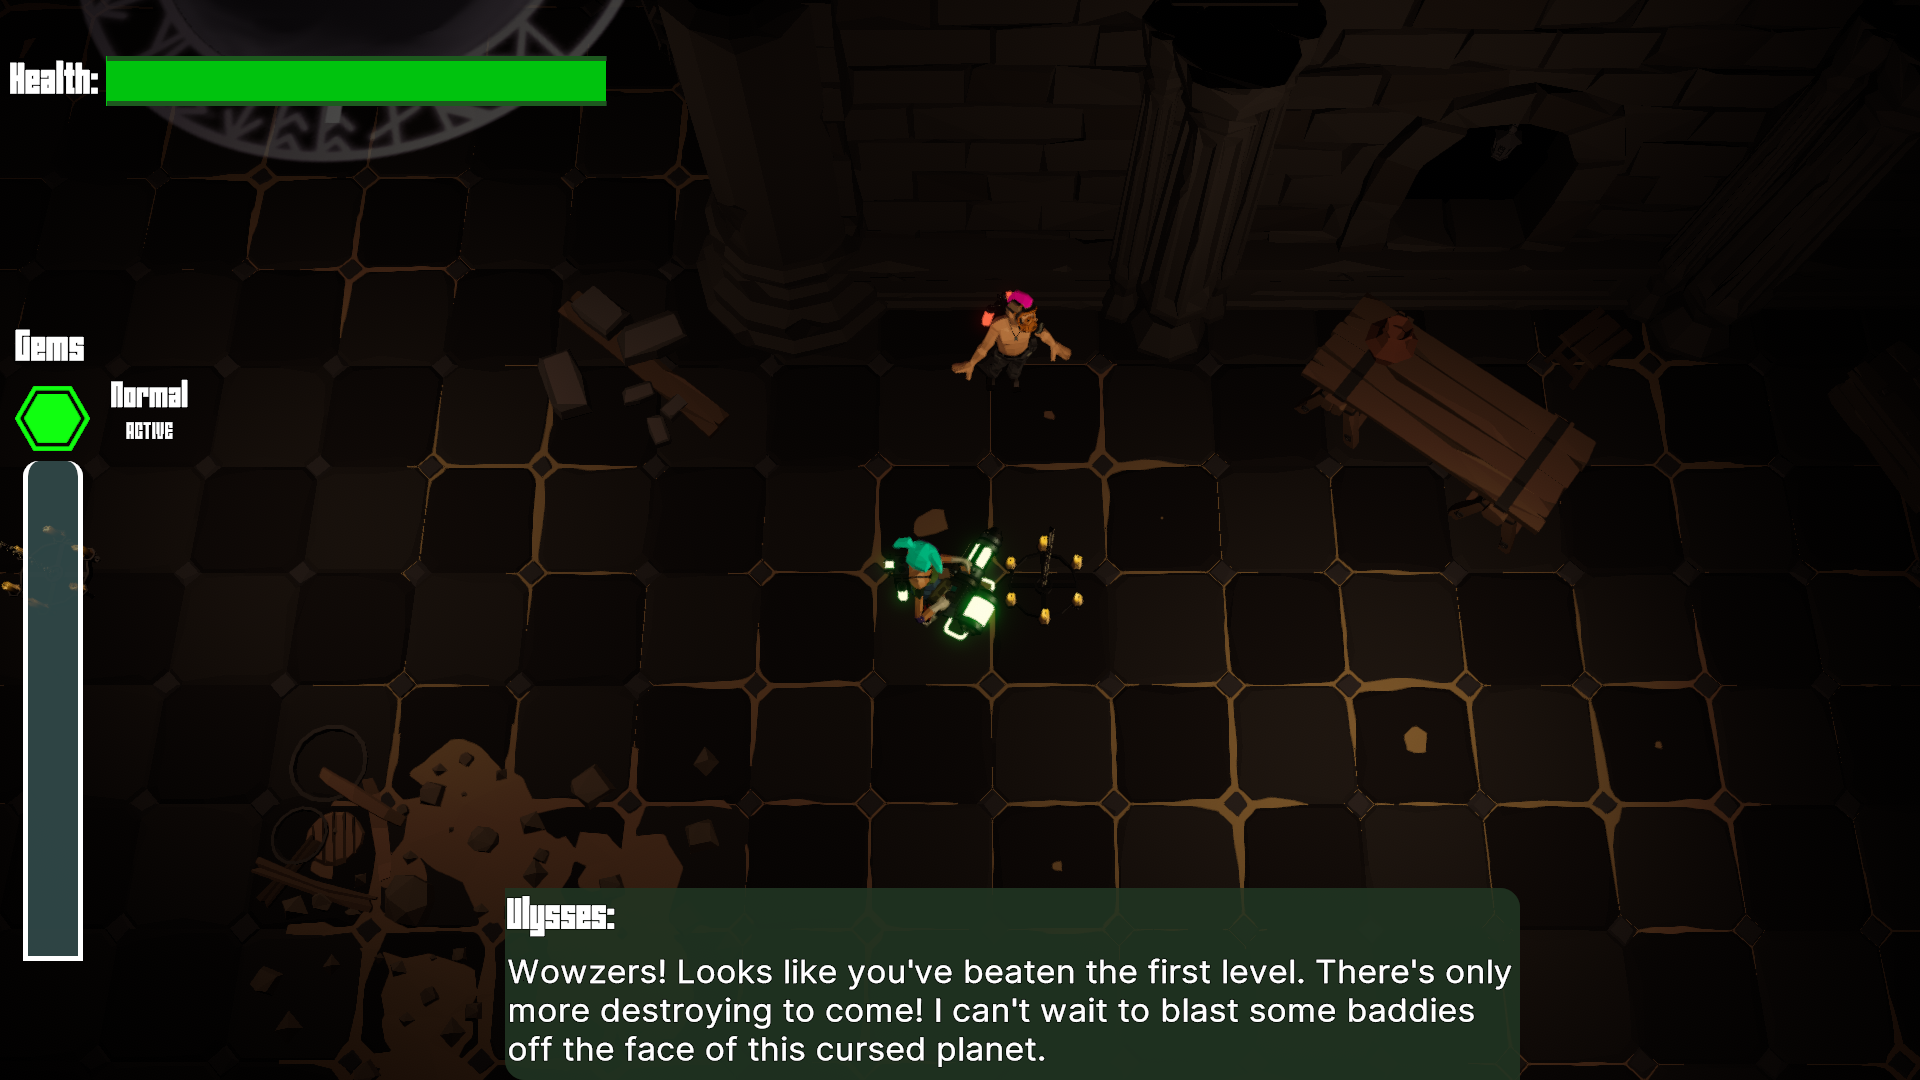 Health:
Gems
Normal
ACTIVE
Ulysses:
Wowzers! Looks like you've beaten the first level. There's only
more destroying to come! I can't wait to blast some baddies
off the face of this cursed planet.